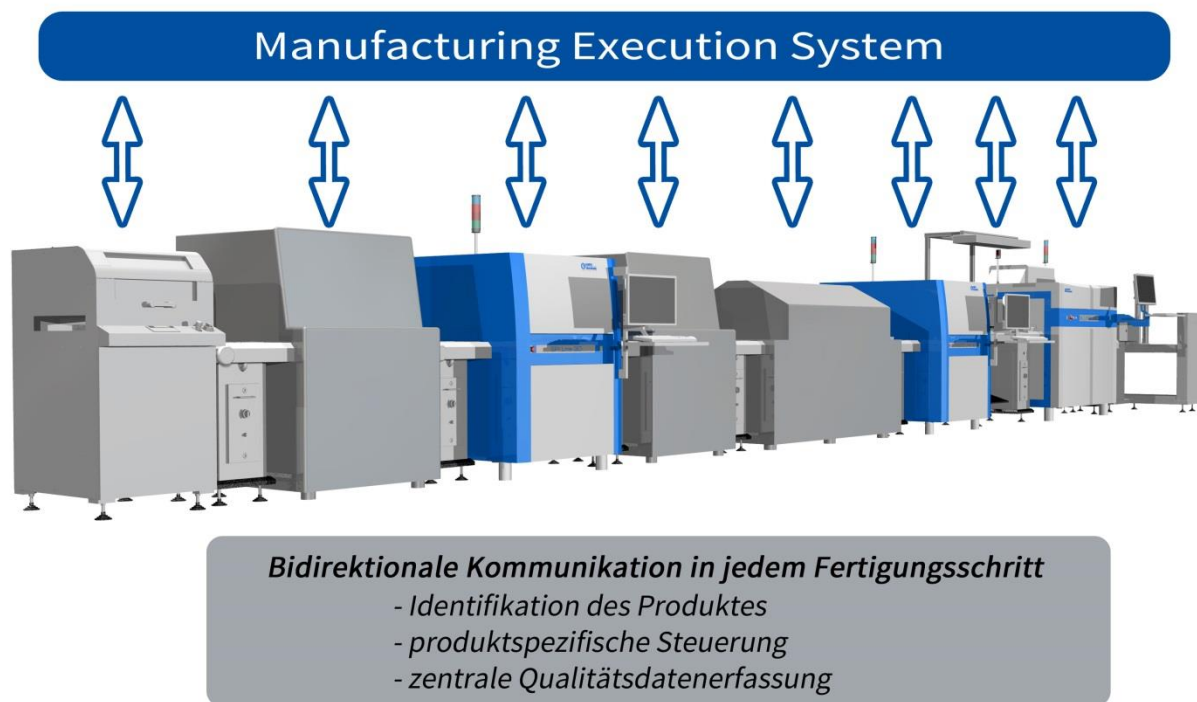 Manufacturing Execution System
Bidirektionale Kommunikation in jedem Fertigungsschritt
- Identifikation des Produktes
- produktspezifische Steuerung
- zentrale Qualitätsdatenerfassung